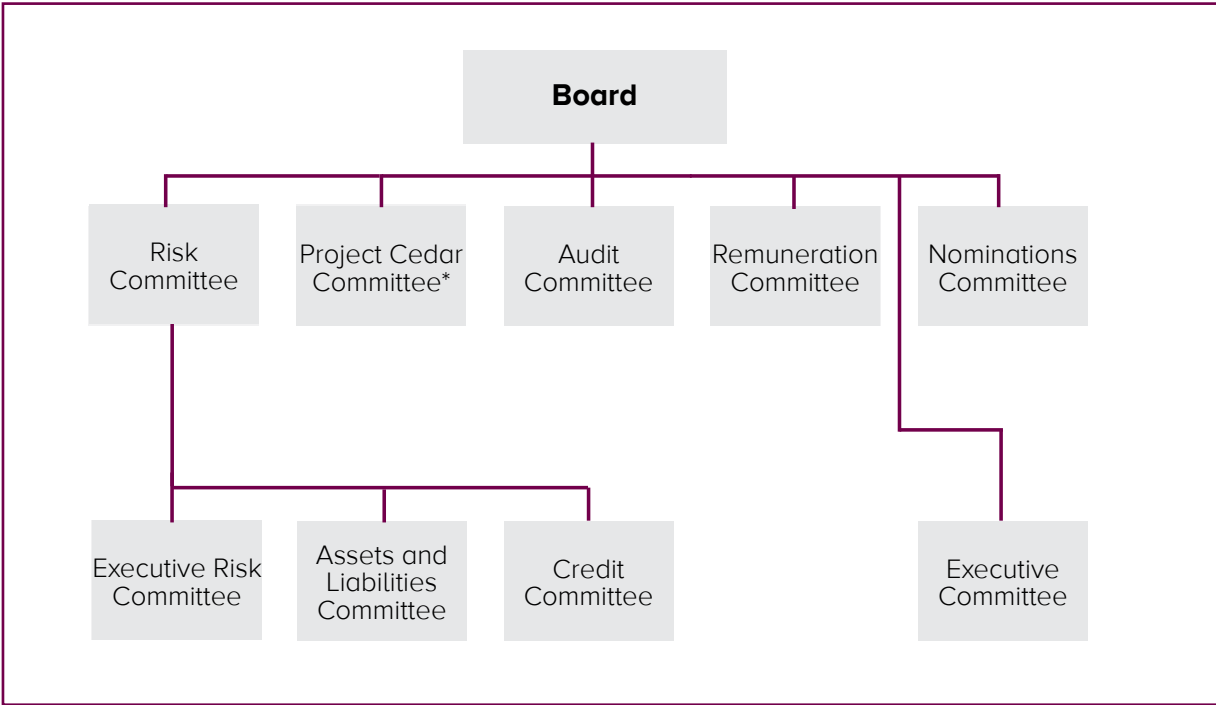 Board
Risk
Committee
Project Cedar
Committee*
Audit
Committee
Remuneration
Committee
Nominations
Committee
Executive Risk
Committee
Assets and
Liabilities
Committee
Credit
Committee
Executive
Committee